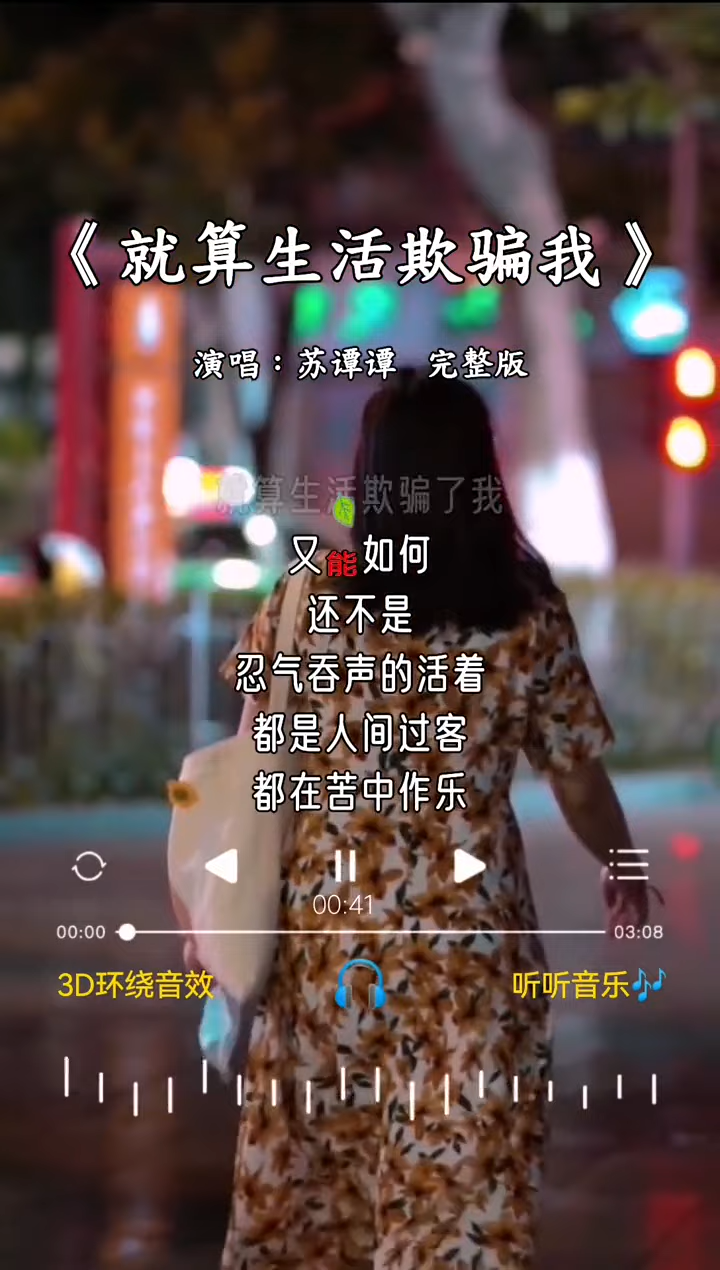 《就算生活欺骗我》
演唱：苏谭谭 完整版
就算生活欺骗了我
又能如何
还不是
忍气吞声的活着
都是人间过客
都在苦中作乐
00:41
00:00 03:08
3D环绕音效 听听音乐